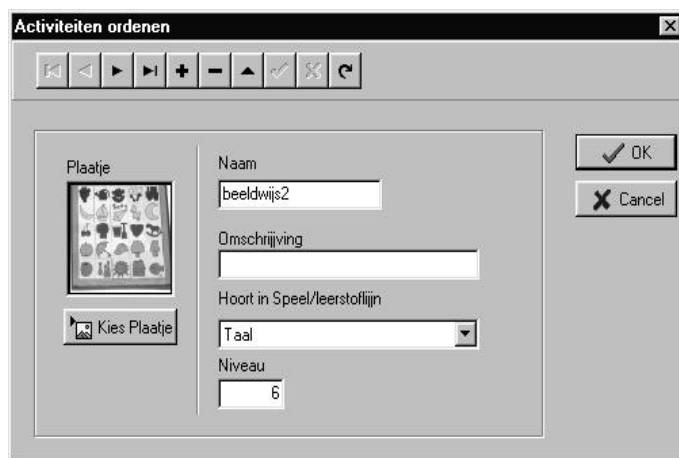 Activiteiten ordenen
Plaatje
Kies Plaatje
Naam
beeldwijs2
Omschrijving
Hoort in Speel/leerstoflijn
Taal
Niveau
6
OK
Cancel